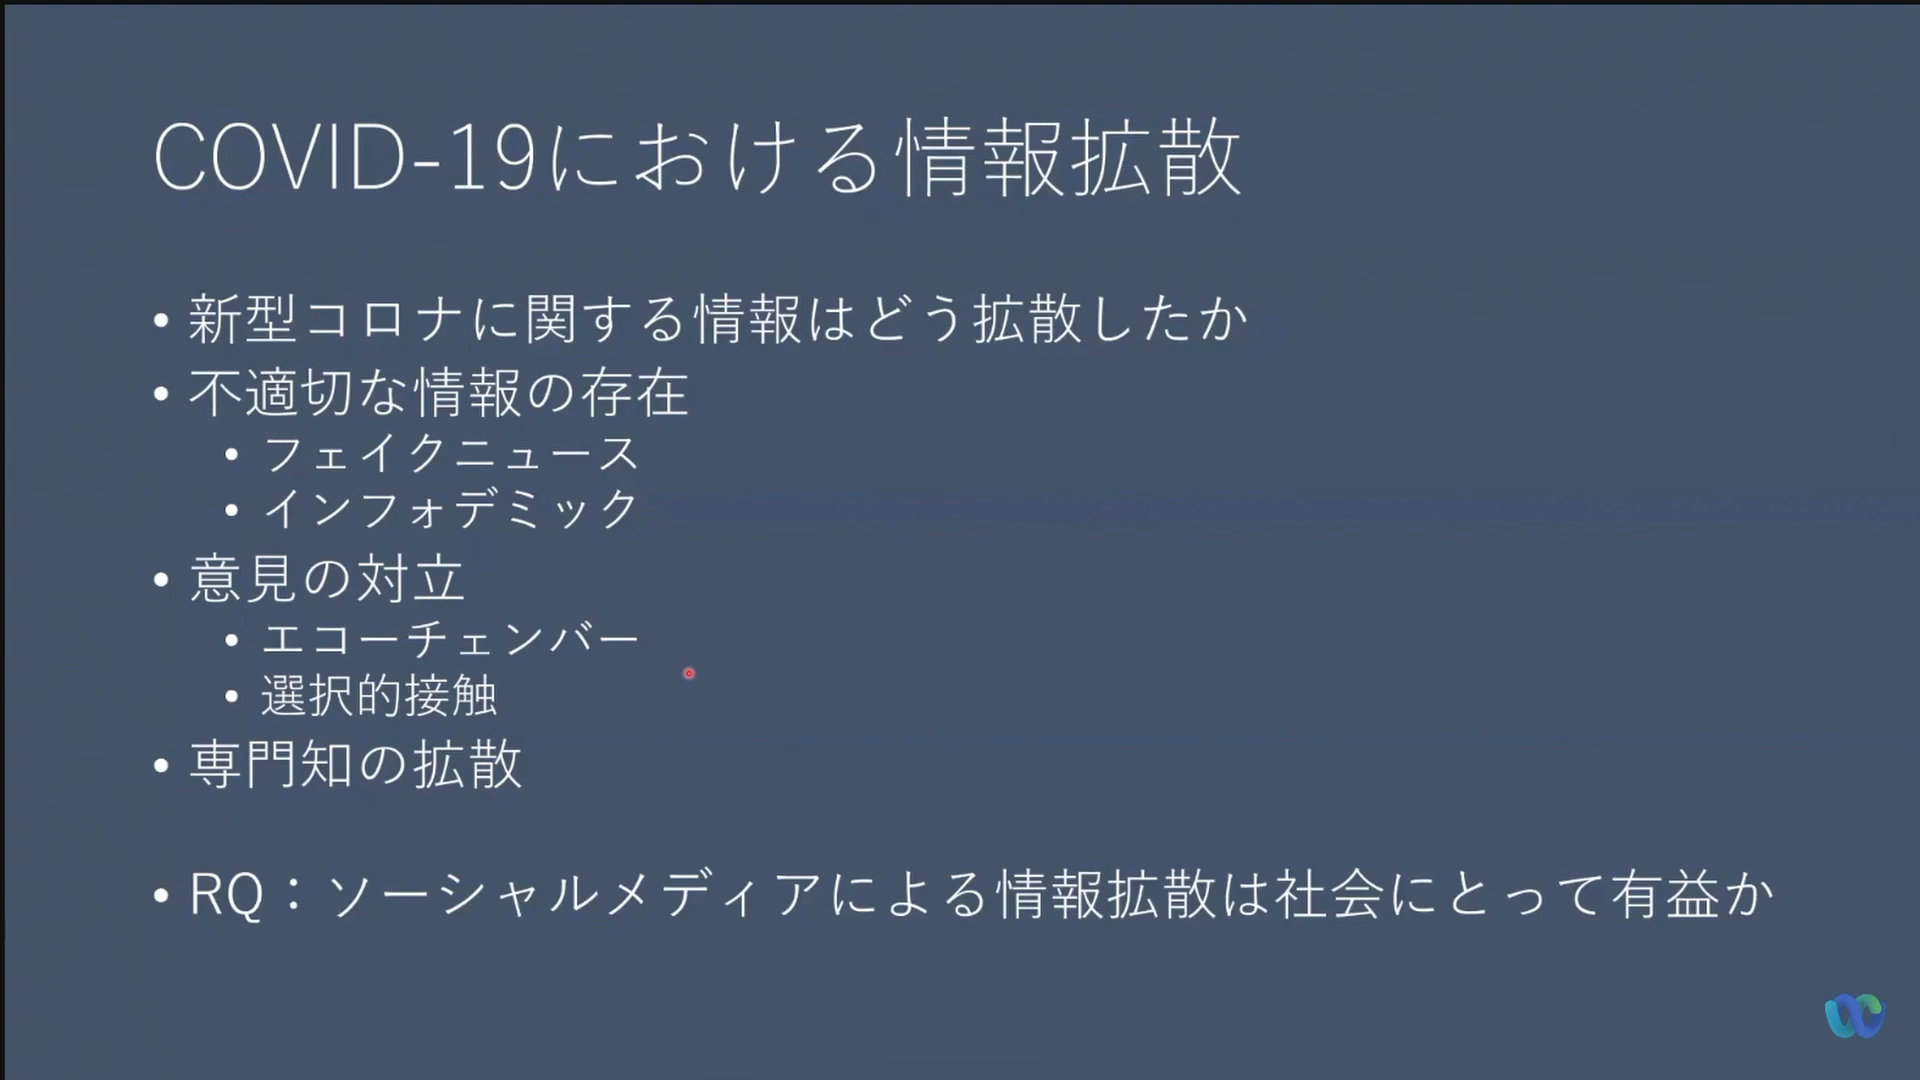 COVID-19における情報拡散
• 新型コロナに関する情報はどう拡散したか
• 不適切な情報の存在
• フェイクニュース
• インフォデミック
• 意見の対立
• エコーチェンバー
• 選択的接触
• 専門知の拡散
• RQ：ソーシャルメディアによる情報拡散は社会にとって有益か